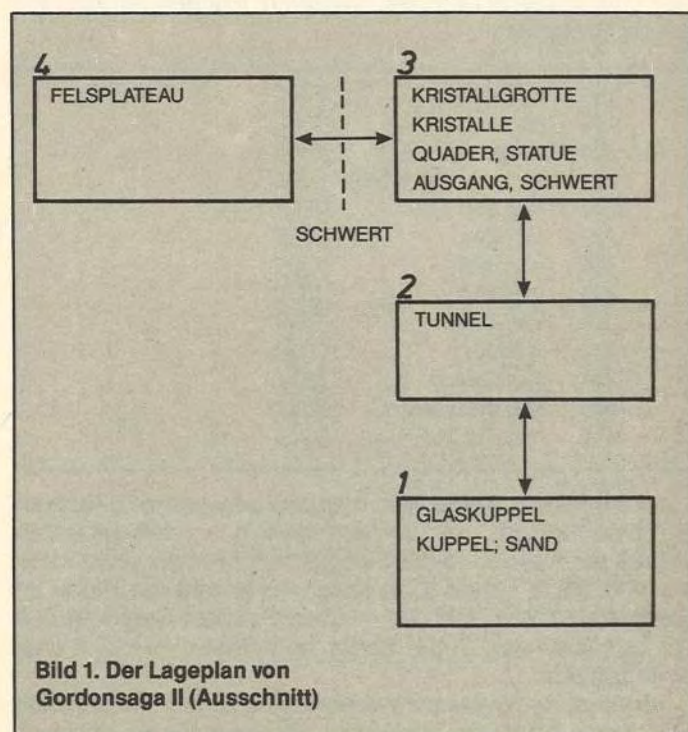 4
FELSPLATEAU
3
KRISTALLGROTTE
KRISTALLE
QUADER, STATUE
AUSGANG, SCHWERT
SCHWERT
2
TUNNEL
1
GLASKUPPEL
KUPPEL; SAND
Bild 1. Der Lageplan von
Gordonsaga II (Ausschnitt)